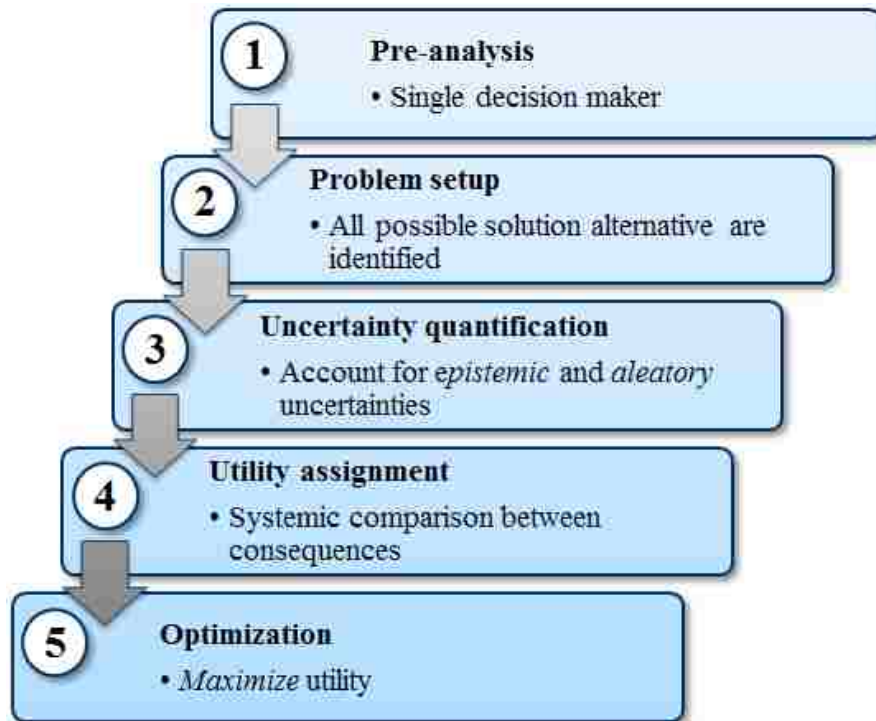 1
Pre-analysis
• Single decision maker
2
Problem setup
• All possible solution alternative are
identified
3
Uncertainty quantification
• Account for epistemic and aleatory
uncertainties
4
Utility assignment
• Systemic comparison between
consequences
5
Optimization
• Maximize utility